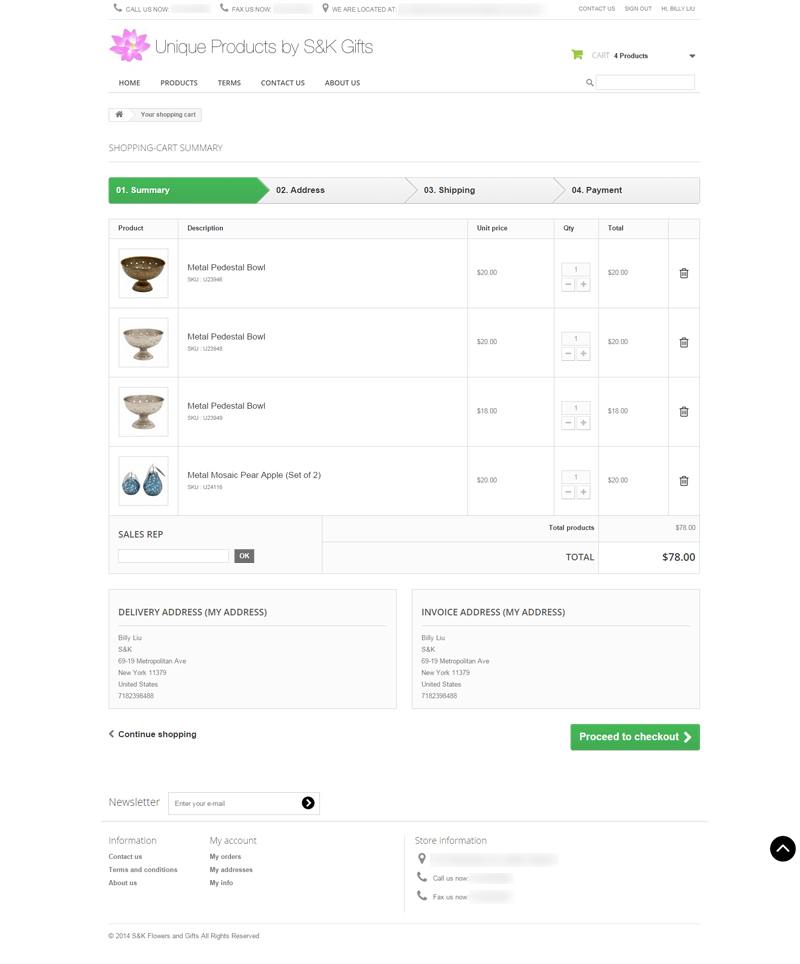 CALL US NOW:
FAX US NOW:
WE ARE LOCATED AT:
CONTACT US
SIGN OUT
HI, BILLY LIU
Unique Products by S&K Gifts
CART 4 Products
HOME
PRODUCTS
TERMS
CONTACT US
ABOUT US
Your shopping cart
SHOPPING-CART SUMMARY
01. Summary
02. Address
03. Shipping
04. Payment
Product
Description
Unit price
Qty
Total
Metal Pedestal Bowl
SKU : U23946
$20.00
1
$20.00
Metal Pedestal Bowl
SKU : U23948
$20.00
1
$20.00
Metal Pedestal Bowl
SKU : U23949
$18.00
1
$18.00
Metal Mosaic Pear Apple (Set of 2)
SKU : U24116
$20.00
1
$20.00
SALES REP
OK
Total products
$78.00
TOTAL
$78.00
DELIVERY ADDRESS (MY ADDRESS)
Billy Liu
S&K
69-19 Metropolitan Ave
New York 11379
United States
7182398488
INVOICE ADDRESS (MY ADDRESS)
Billy Liu
S&K
69-19 Metropolitan Ave
New York 11379
United States
7182398488
Continue shopping
Proceed to checkout
Newsletter
Enter your e-mail
Information
Contact us
Terms and conditions
About us
My account
My orders
My addresses
My info
Store information
Call us now:
Fax us now:
© 2014 S&K Flowers and Gifts All Rights Reserved